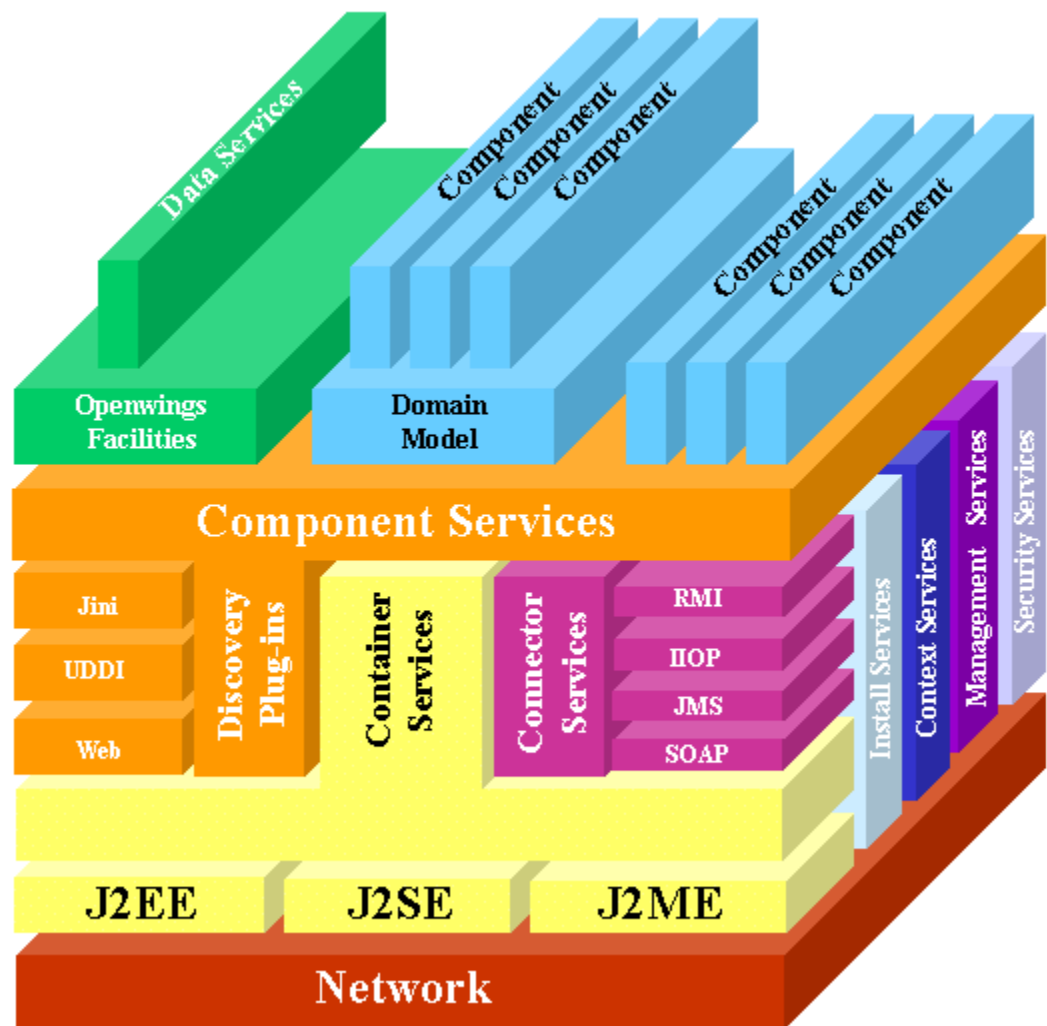 Data Services
Component
Component
Component
Component
Component
Component
Openwings
Facilities
Domain
Model
Component Services
Jini
UDDI
Web
Discovery
Plug-ins
Container
Services
Connector
Services
RMI
IIOP
JMS
SOAP
Install Services
Context Services
Management Services
Security Services
J2EE
J2SE
J2ME
Network